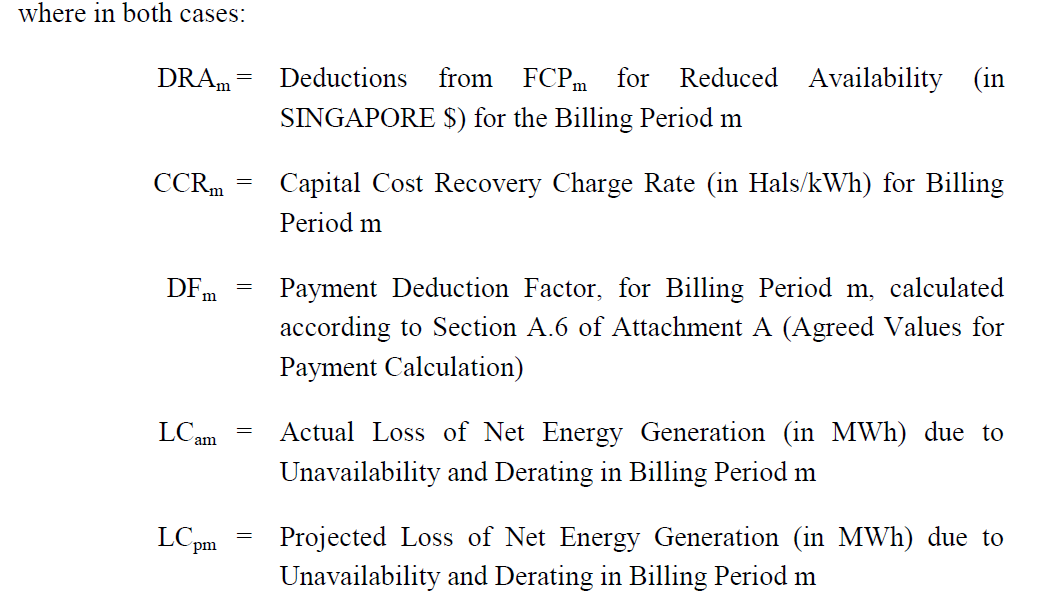 where in both cases:
DRAm = Deductions from FCPm for Reduced Availability (in
SINGAPORE $) for the Billing Period m
CCRm = Capital Cost Recovery Charge Rate (in Hals/kWh) for Billing
Period m
DFm = Payment Deduction Factor, for Billing Period m, calculated
according to Section A.6 of Attachment A (Agreed Values for
Payment Calculation)
LCam = Actual Loss of Net Energy Generation (in MWh) due to
Unavailability and Derating in Billing Period m
LCpm = Projected Loss of Net Energy Generation (in MWh) due to
Unavailability and Derating in Billing Period m